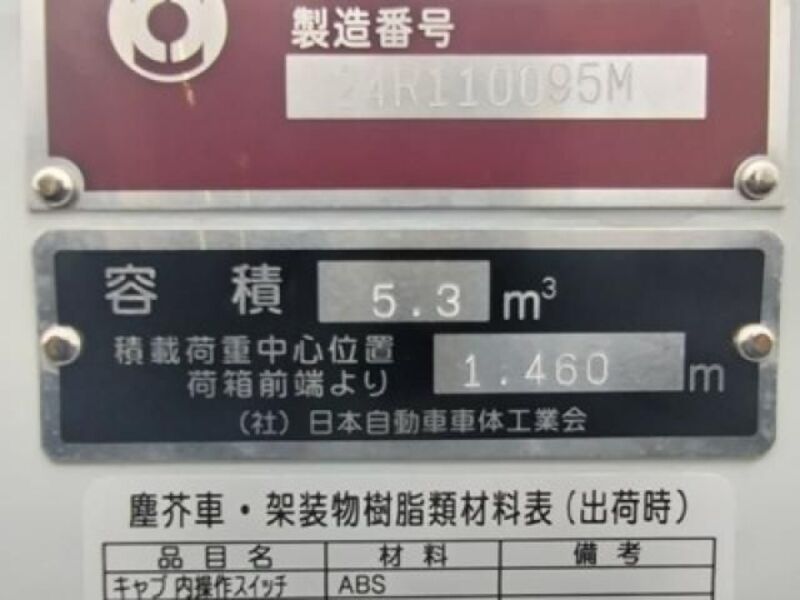 製造番号
24R110095M
容積 5.3 m³
積載荷重中心位置
荷箱前端より 1.460 m
(社)日本自動車車体工業会
塵芥車・架装物樹脂類材料表(出荷時)
品目名 材料 備考
キャブ内操作スイッチ ABS